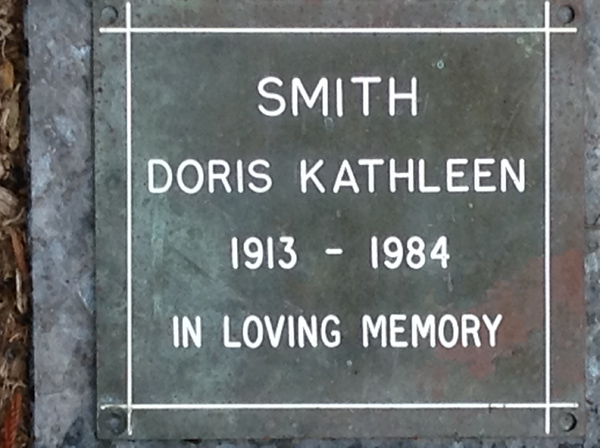 SMITH
DORIS KATHLEEN
1913 - 1984
IN LOVING MEMORY